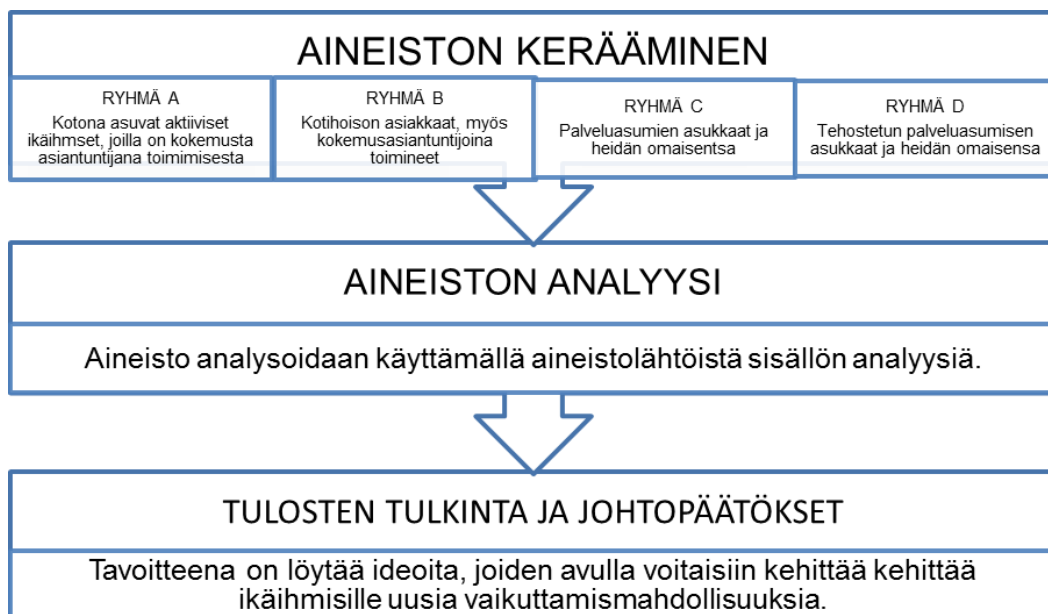 AINEISTON KERÄÄMINEN
RYHMÄ A
Kotona asuvat aktiiviset
ikäihmset, joilla on kokemusta
asiantuntijana toimimisesta
RYHMÄ B
Kotihoison asiakkaat, myös
kokemusasiantuntijoina
toimineet
RYHMÄ C
Palveluasumien asukkaat ja
heidän omaisentsa
RYHMÄ D
Tehostetun palveluasumisen
asukkaat ja heidän omaisensa
AINEISTON ANALYYSI
Aineisto analysoidaan käyttämällä aineistolähtöistä sisällön analyysiä.
TULOSTEN TULKINTA JA JOHTOPÄÄTÖKSET
Tavoitteena on löytää ideoita, joiden avulla voitaisiin kehittää kehittää
ikäihmisille uusia vaikuttamismahdollisuuksia.